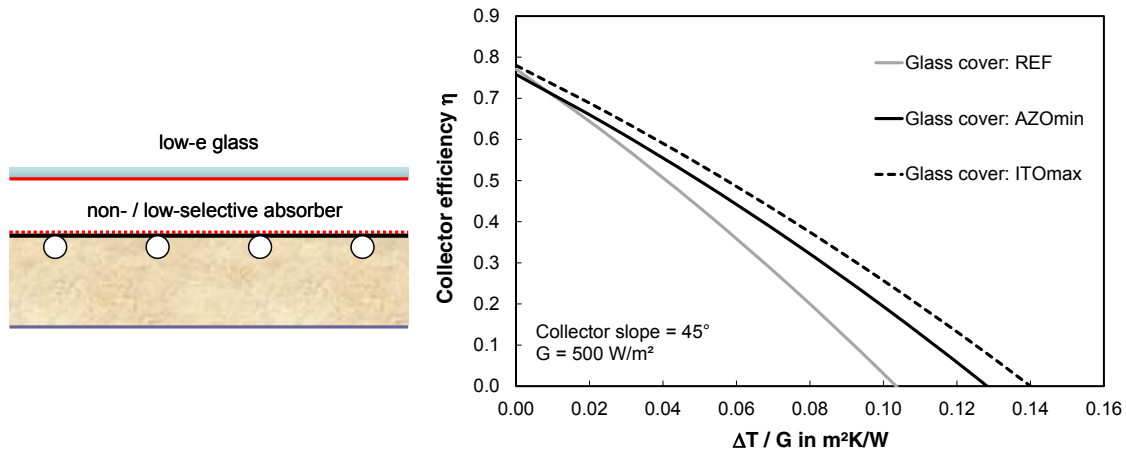 low-e glass
non- / low-selective absorber
Collector efficiency η
0.9
0.8
0.7
0.6
0.5
0.4
0.3
0.2
0.1
0.0
Glass cover: REF
Glass cover: AZOmin
Glass cover: ITOmax
Collector slope = 45°
G = 500 W/m²
0.00 0.02 0.04 0.06 0.08 0.10 0.12 0.14 0.16
ΔT / G in m²K/W